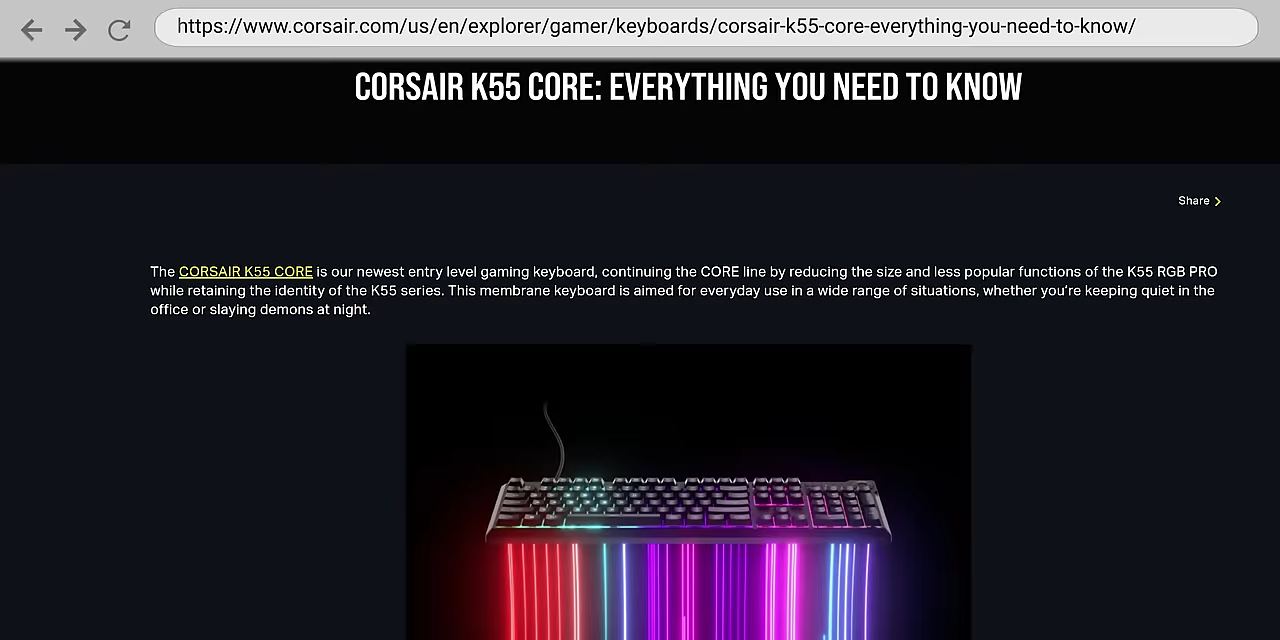 https://www.corsair.com/us/en/explorer/gamer/keyboards/corsair-k55-core-everything-you-need-to-know/
CORSAIR K55 CORE: EVERYTHING YOU NEED TO KNOW
Share
The CORSAIR K55 CORE is our newest entry level gaming keyboard, continuing the CORE line by reducing the size and less popular functions of the K55 RGB PRO
while retaining the identity of the K55 series. This membrane keyboard is aimed for everyday use in a wide range of situations, whether you're keeping quiet in the
office or slaying demons at night.